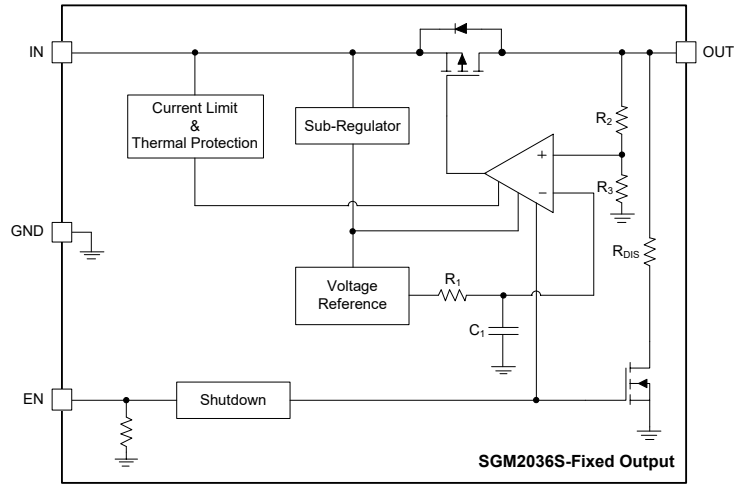 IN
OUT
Current Limit
&
Thermal Protection
Sub-Regulator
R2
+
R3
−
GND
RDIS
Voltage
Reference
R1
C1
EN
Shutdown
SGM2036S-Fixed Output